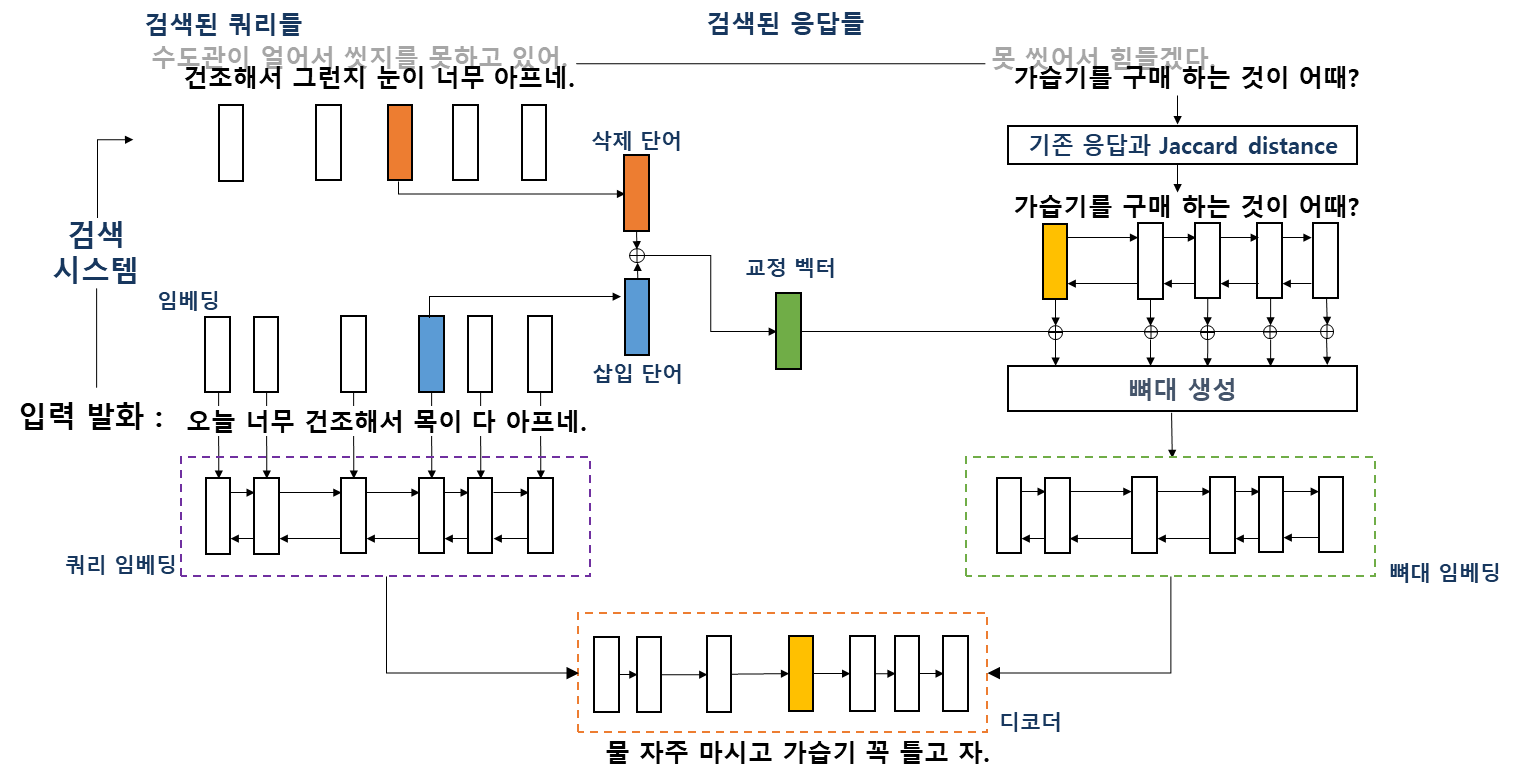 검색된 쿼리들
검색된 응답들
수도관이 얼어서 씻지를 못하고 있어.
못 씻어서 힘들겠다.
건조해서 그런지 눈이 너무 아프네.
가습기를 구매 하는 것이 어때?
기존 응답과 Jaccard distance
삭제 단어
가습기를 구매 하는 것이 어때?
검색
시스템
교정 벡터
임베딩
삽입 단어
뼈대 생성
입력 발화 :
오늘 너무 건조해서 목이 다 아프네.
쿼리 임베딩
뼈대 임베딩
디코더
물 자주 마시고 가습기 꼭 틀고 자.